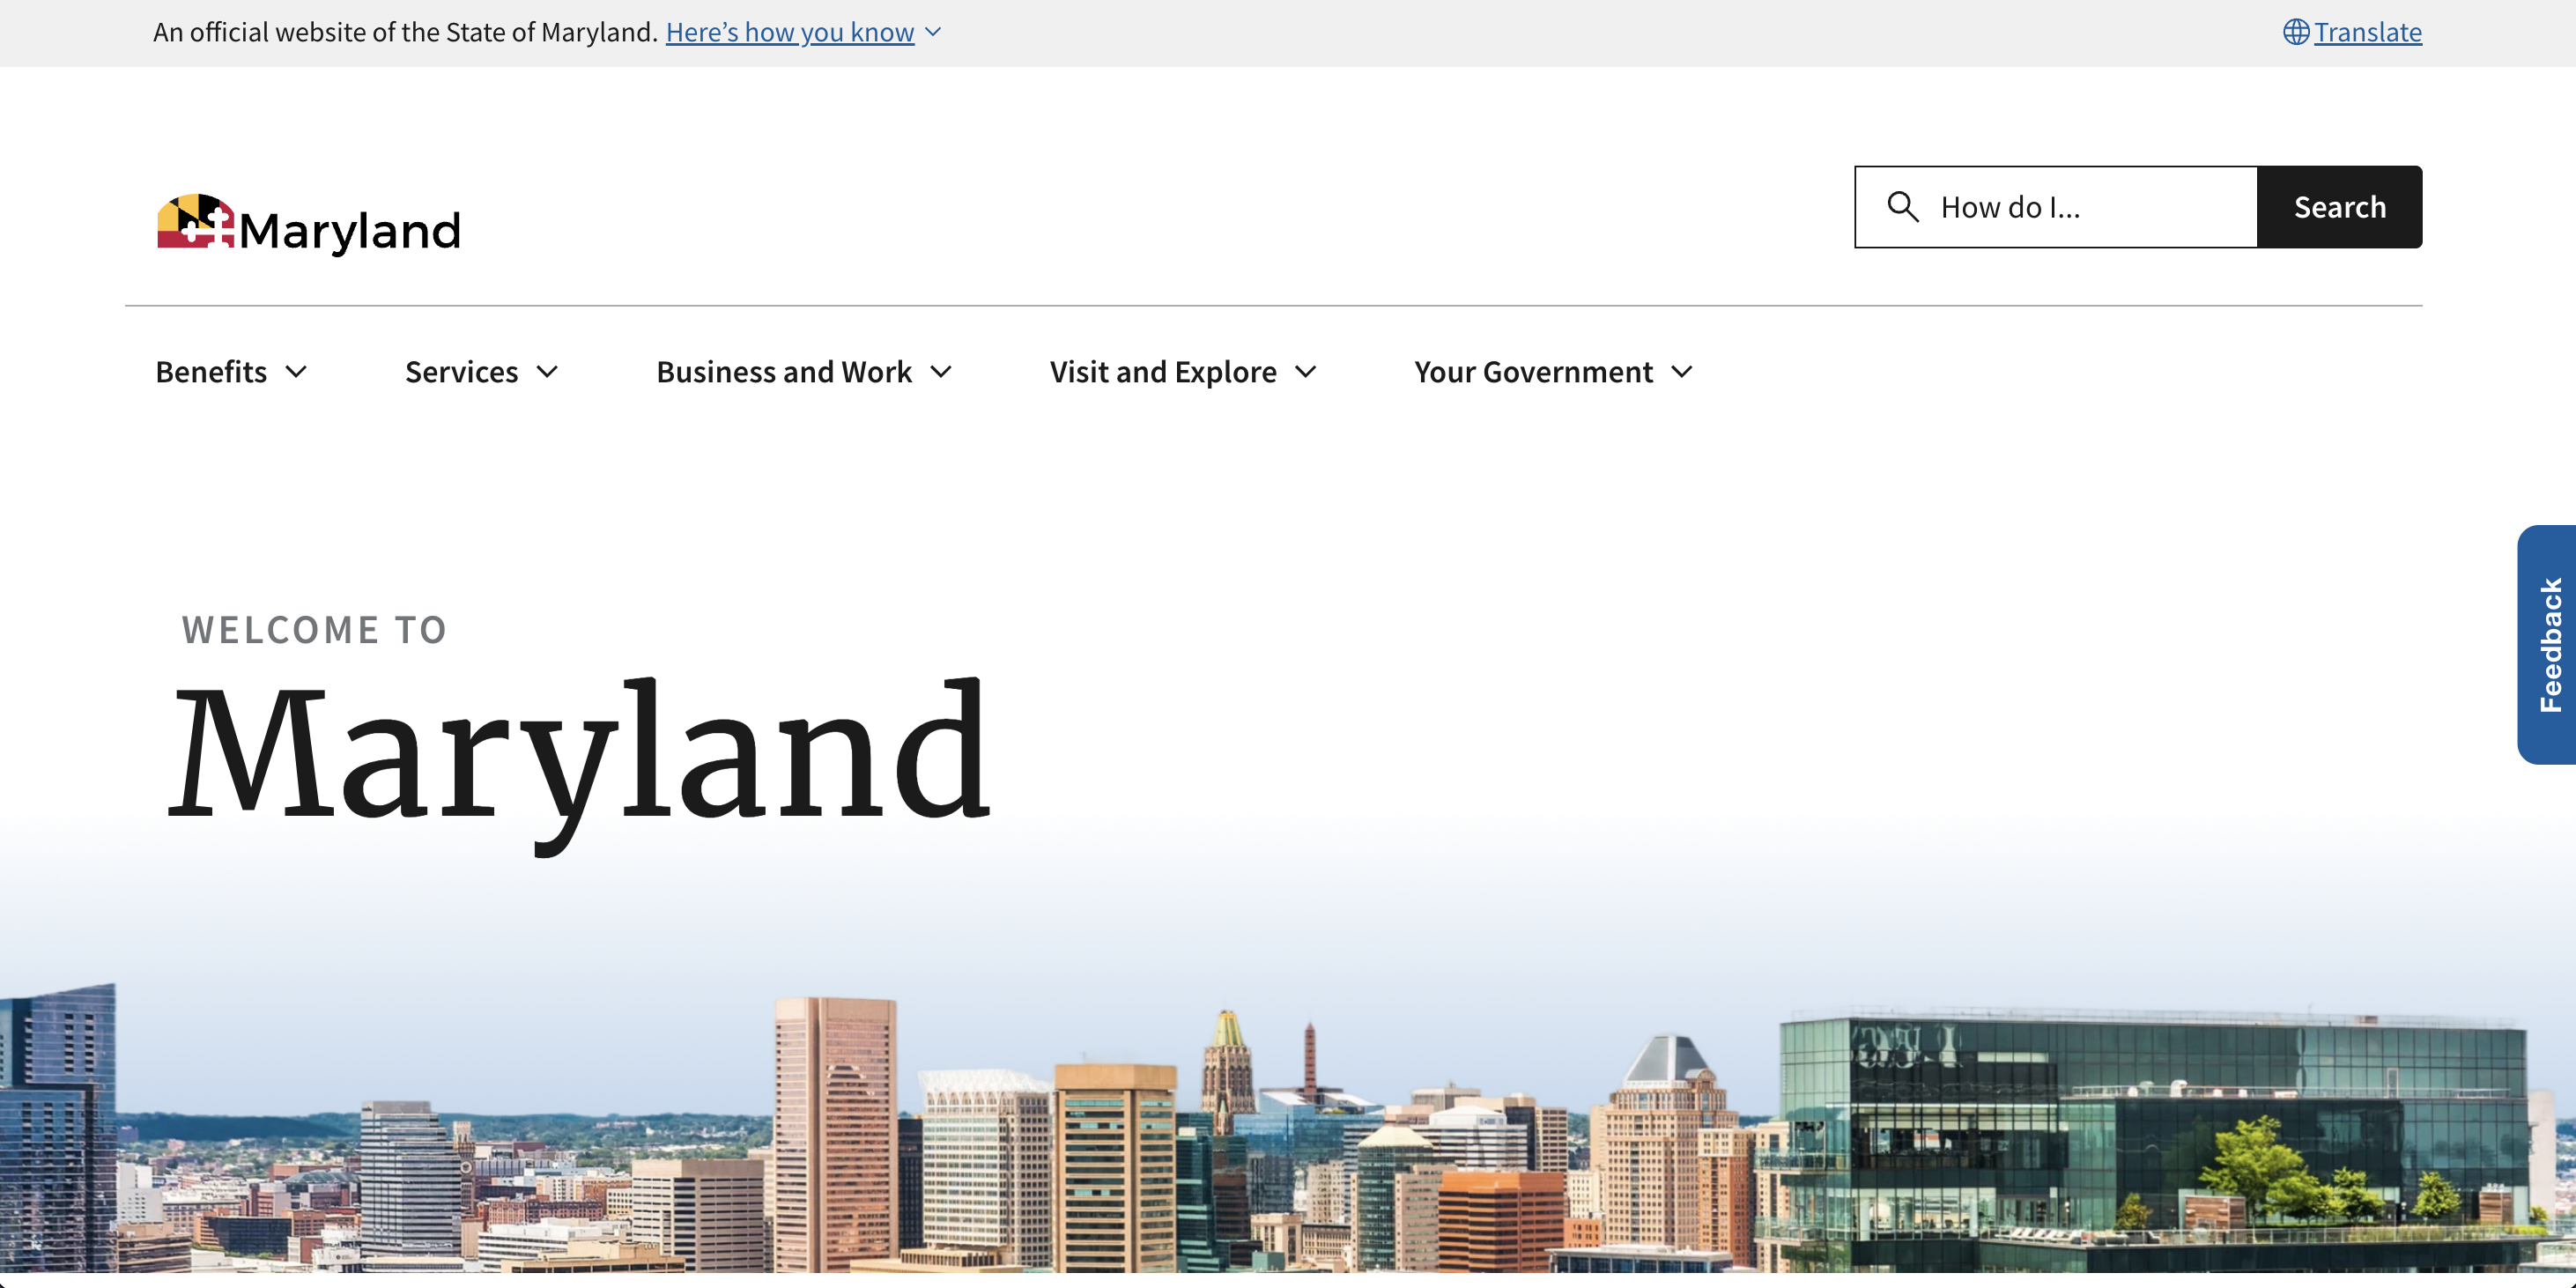 An official website of the State of Maryland. Here’s how you know
Translate
Maryland
How do I...
Search
Benefits
Services
Business and Work
Visit and Explore
Your Government
Feedback
WELCOME TO
Maryland